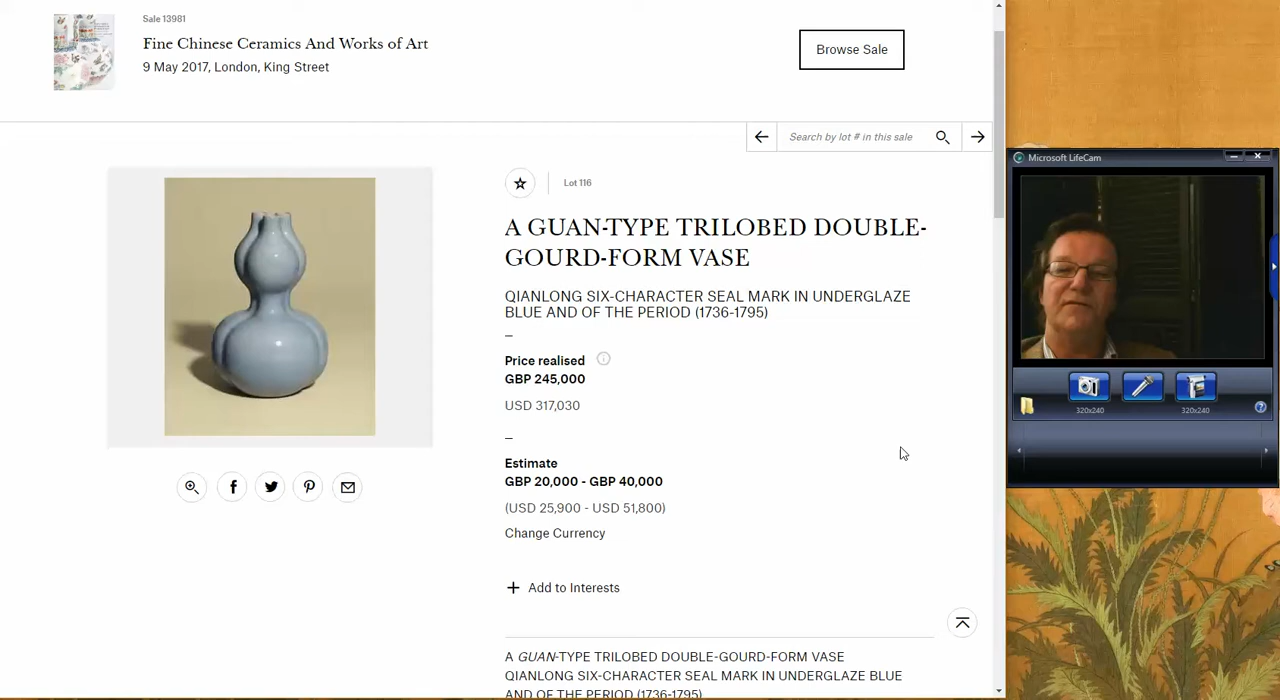 Sale 13981
Fine Chinese Ceramics And Works of Art
9 May 2017, London, King Street
Browse Sale
Search by lot # in this sale
Lot 116
A GUAN-TYPE TRILOBED DOUBLE-
GOURD-FORM VASE
QIANLONG SIX-CHARACTER SEAL MARK IN UNDERGLAZE
BLUE AND OF THE PERIOD (1736-1795)
–
Price realised
GBP 245,000
USD 317,030
–
Estimate
GBP 20,000 - GBP 40,000
(USD 25,900 - USD 51,800)
Change Currency
+ Add to Interests
A GUAN-TYPE TRILOBED DOUBLE-GOURD-FORM VASE
QIANLONG SIX-CHARACTER SEAL MARK IN UNDERGLAZE BLUE
AND OF THE PERIOD (1736-1795)
Microsoft LifeCam
320x240
320x240